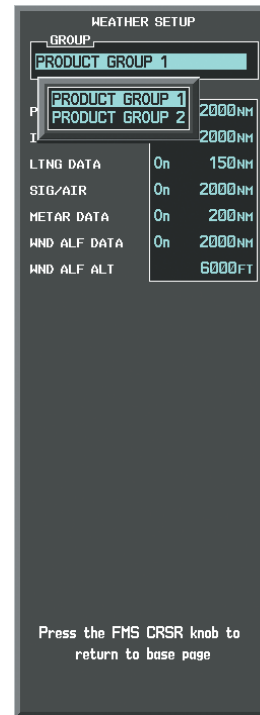 WEATHER SETUP
GROUP
PRODUCT GROUP 1
PRODUCT GROUP 1
PRODUCT GROUP 2
P 2000NM
I 2000NM
LTNG DATA On 150NM
SIG/AIR On 2000NM
METAR DATA On 200NM
WND ALF DATA On 2000NM
WND ALF ALT 6000FT
Press the FMS CRSR knob to
return to base page